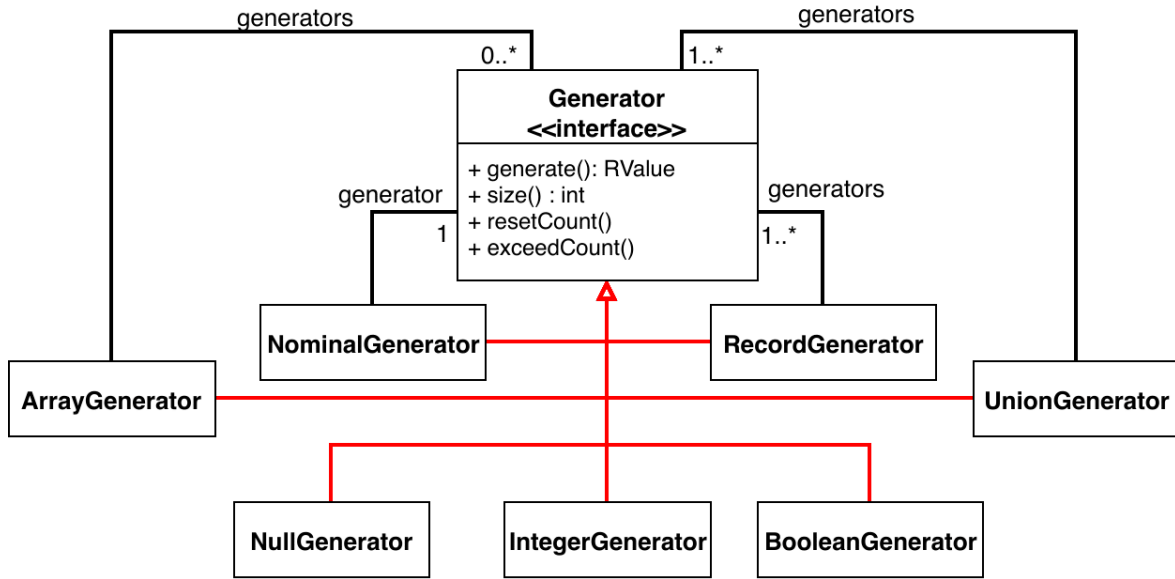 generators
generators
0..*
1..*
Generator
<<interface>>
+ generate(): RValue
+ size() : int
+ resetCount()
+ exceedCount()
generator
1
generators
1..*
NominalGenerator
RecordGenerator
ArrayGenerator
UnionGenerator
NullGenerator
IntegerGenerator
BooleanGenerator